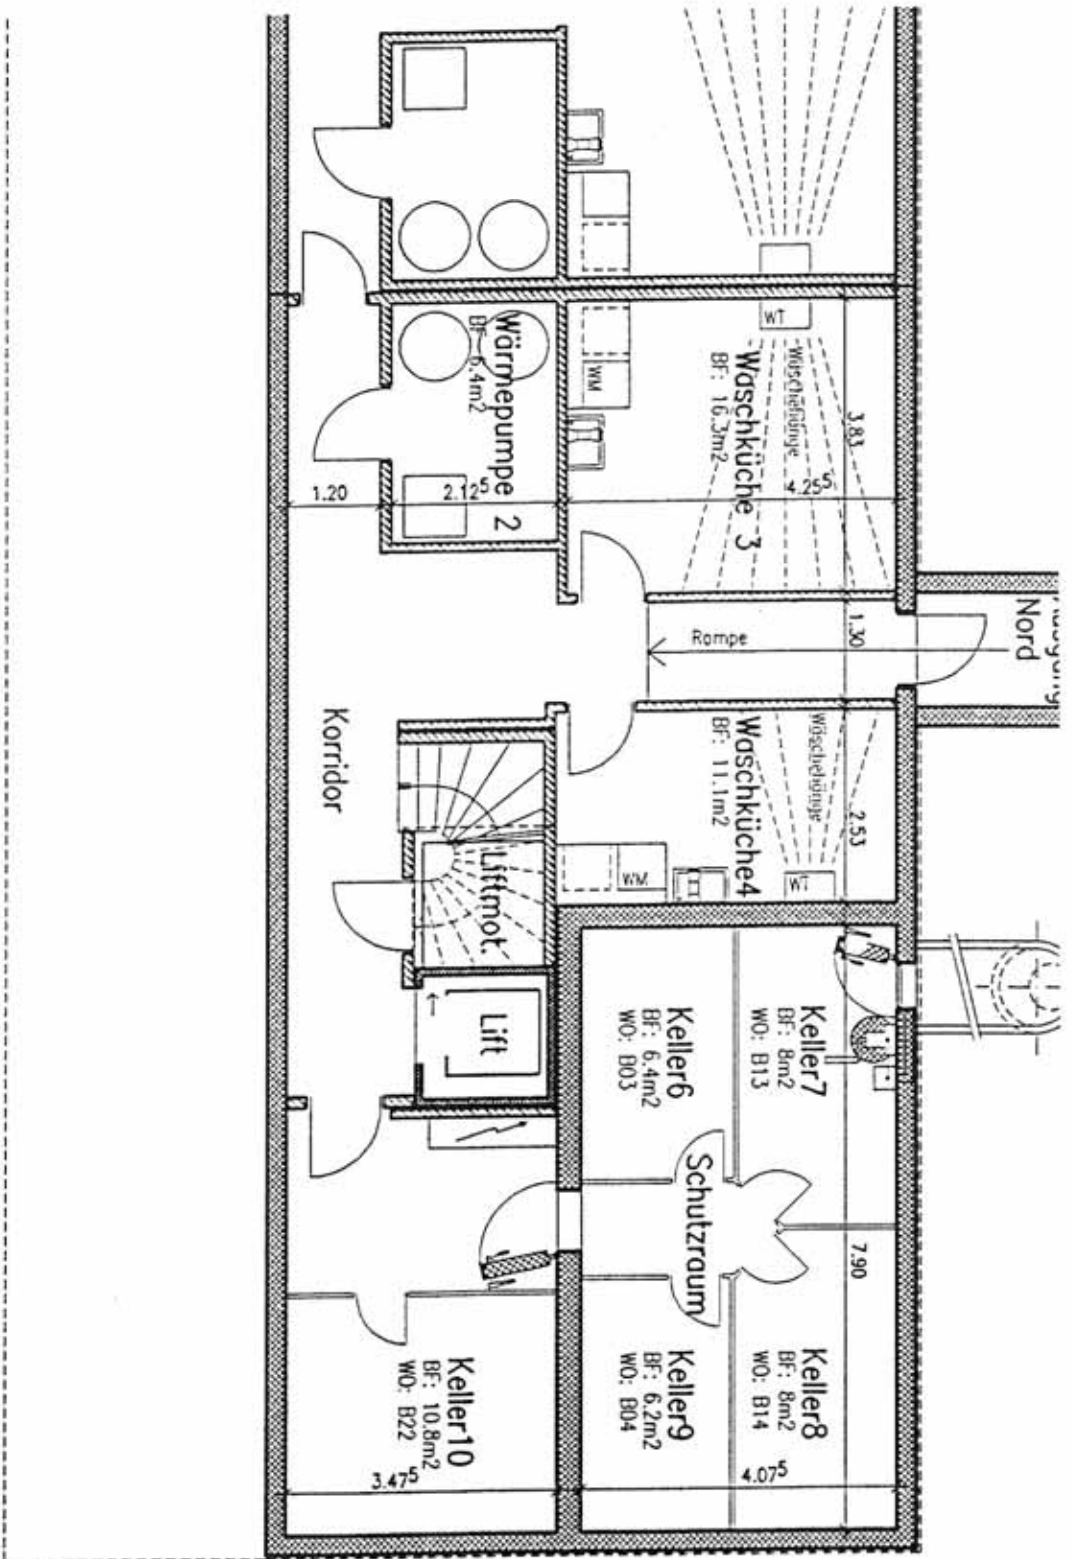 Wärmepumpe 2
BF: 6.4m2
WT
Wäschehänge
Waschküche 3
BF: 16.3m2
WM
3.83
4.25⁵
2.12⁵
1.20
Nord
Rampe
1.30
Korridor
Wäschehänge
Waschküche4
BF: 11.1m2
WM
WT
2.53
Liftmot.
Lift
Keller7
BF: 8m2
WO: B13
Keller6
BF: 6.4m2
WO: B03
Schutzraum
7.90
Keller8
BF: 8m2
WO: B14
Keller9
BF: 6.2m2
WO: B04
Keller10
BF: 10.8m2
WO: B22
4.07⁵
3.47⁵